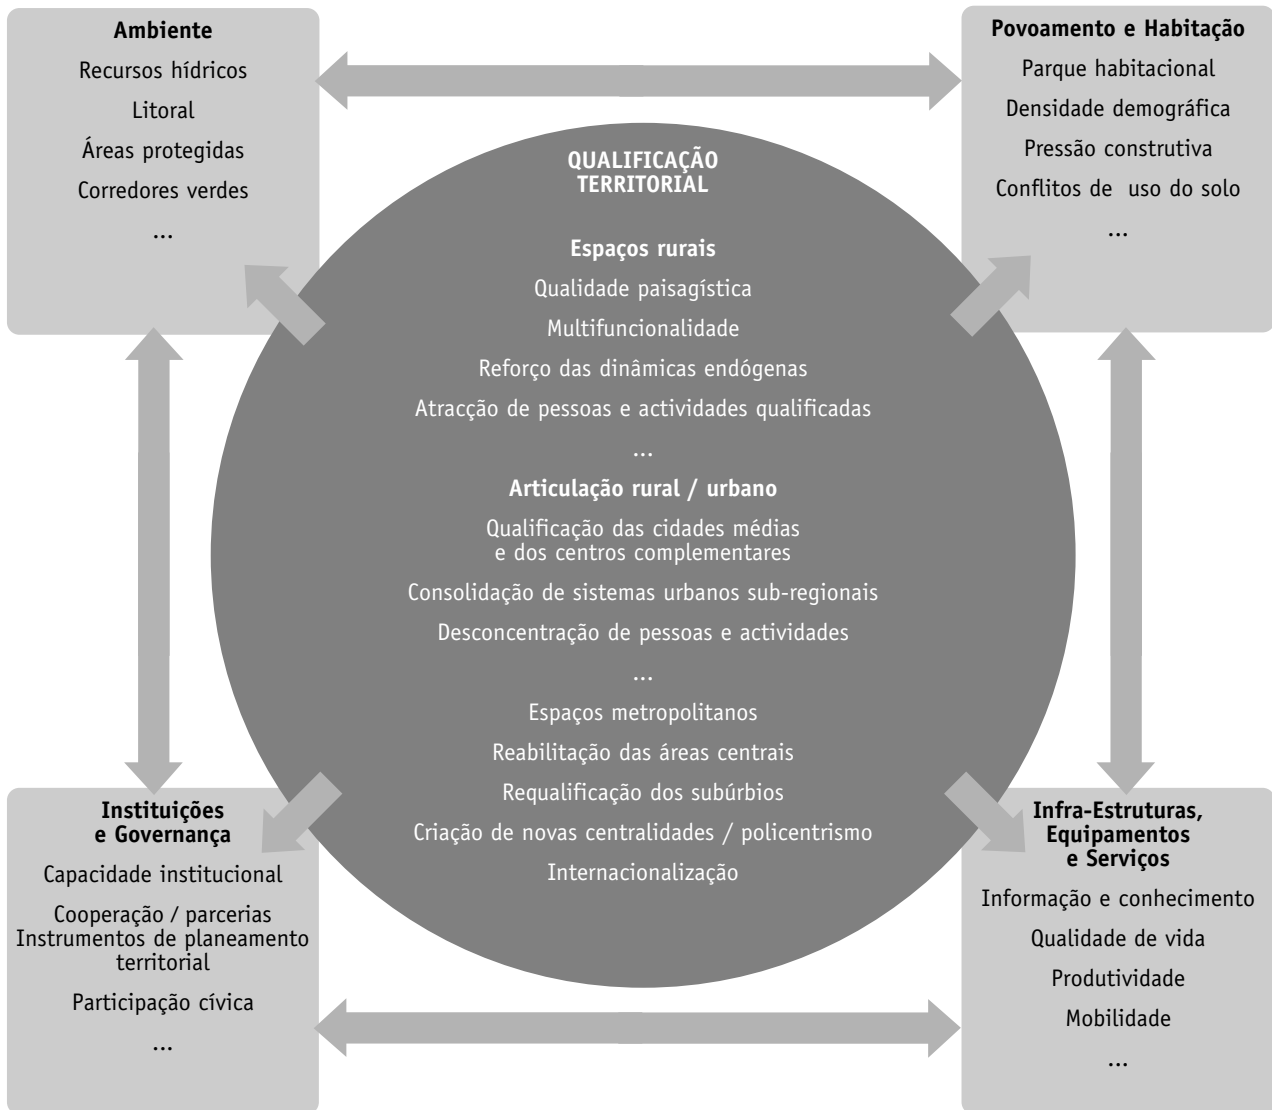 Ambiente
Recursos hídricos
Litoral
Áreas protegidas
Corredores verdes
...
Povoamento e Habitação
Parque habitacional
Densidade demográfica
Pressão construtiva
Conflitos de uso do solo
...
QUALIFICAÇÃO
TERRITORIAL
Espaços rurais
Qualidade paisagística
Multifuncionalidade
Reforço das dinâmicas endógenas
Atracção de pessoas e actividades qualificadas
...
Articulação rural / urbano
Qualificação das cidades médias
e dos centros complementares
Consolidação de sistemas urbanos sub-regionais
Desconcentração de pessoas e actividades
...
Espaços metropolitanos
Reabilitação das áreas centrais
Requalificação dos subúrbios
Criação de novas centralidades / policentrismo
Internacionalização
Instituições
e Governança
Capacidade institucional
Cooperação / parcerias
Instrumentos de planeamento
territorial
Participação cívica
...
Infra-Estruturas,
Equipamentos
e Serviços
Informação e conhecimento
Qualidade de vida
Produtividade
Mobilidade
...